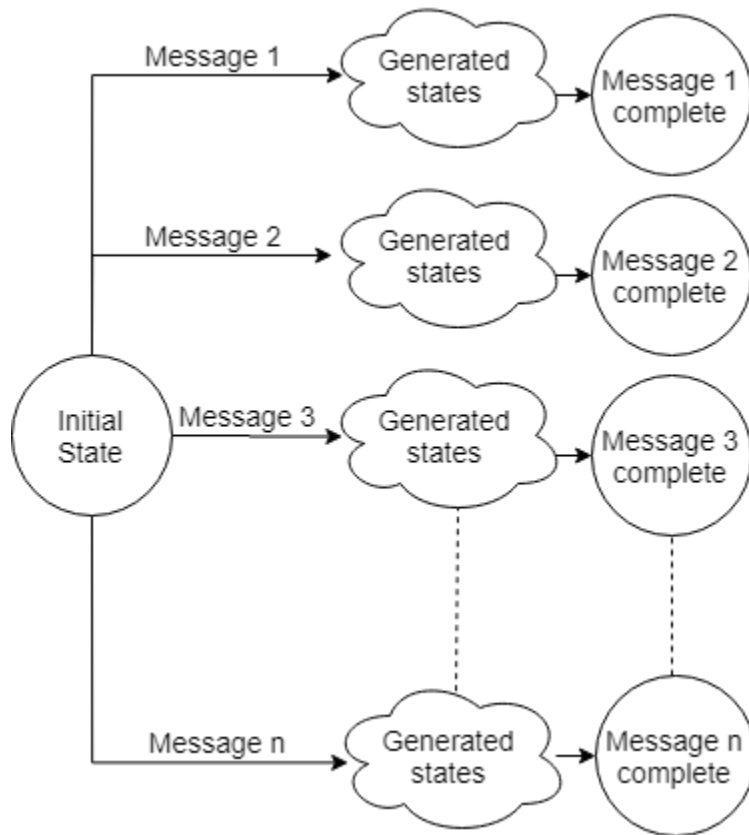 Message 1
Generated
states
Message 1
complete
Message 2
Generated
states
Message 2
complete
Initial
State
Message 3
Generated
states
Message 3
complete
Message n
Generated
states
Message n
complete